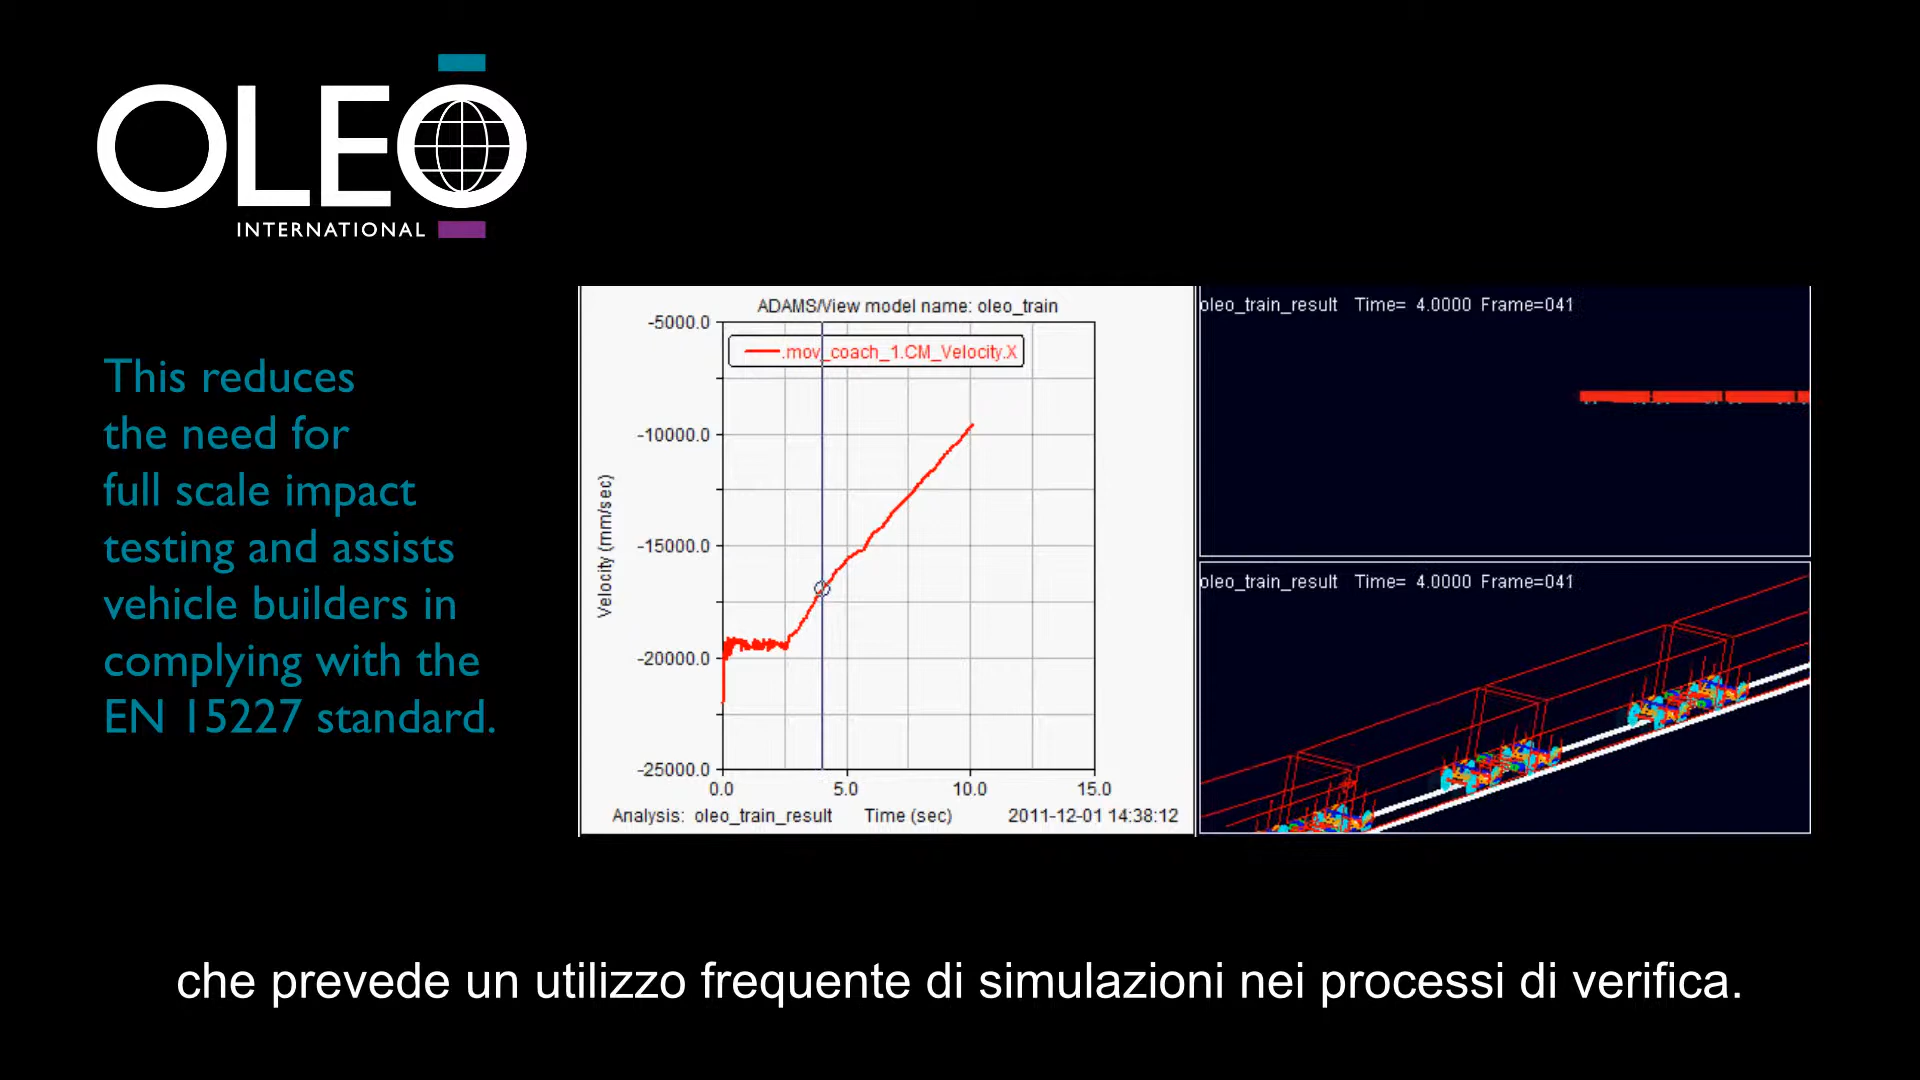 OLEO
INTERNATIONAL
This reduces
the need for
full scale impact
testing and assists
vehicle builders in
complying with the
EN 15227 standard.
ADAMS/View model name: oleo_train
.mov_coach_1.CM_Velocity.X
Velocity (mm/sec)
-5000.0
-10000.0
-15000.0
-20000.0
-25000.0
0.0 5.0 10.0 15.0
Analysis: oleo_train_result Time (sec) 2011-12-01 14:38:12
oleo_train_result Time= 4.0000 Frame=041
oleo_train_result Time= 4.0000 Frame=041
che prevede un utilizzo frequente di simulazioni nei processi di verifica.